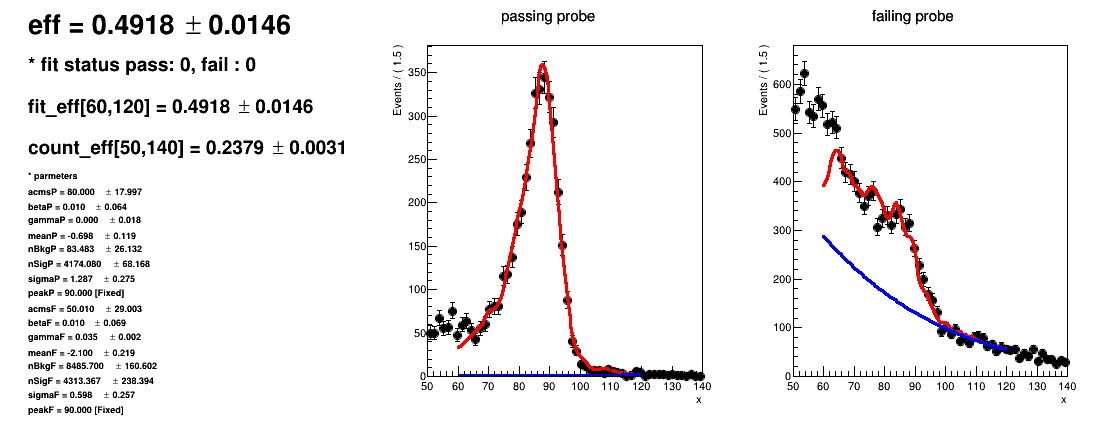 eff = 0.4918 ± 0.0146
* fit status pass: 0, fail : 0
fit_eff[60,120] = 0.4918 ± 0.0146
count_eff[50,140] = 0.2379 ± 0.0031
* parmeters
acmsP = 80.000 ± 17.997
betaP = 0.010 ± 0.064
gammaP = 0.000 ± 0.018
meanP = -0.698 ± 0.119
nBkgP = 83.483 ± 26.132
nSigP = 4174.080 ± 68.168
sigmaP = 1.287 ± 0.275
peakP = 90.000 [Fixed]
acmsF = 50.010 ± 29.003
betaF = 0.010 ± 0.069
gammaF = 0.035 ± 0.002
meanF = -2.100 ± 0.219
nBkgF = 8485.700 ± 160.602
nSigF = 4313.367 ± 238.394
sigmaF = 0.598 ± 0.257
peakF = 90.000 [Fixed]
passing probe
Events / ( 1.5 )
350
300
250
200
150
100
50
0
50 60 70 80 90 100 110 120 130 140
x
failing probe
Events / ( 1.5 )
600
500
400
300
200
100
0
50 60 70 80 90 100 110 120 130 140
x